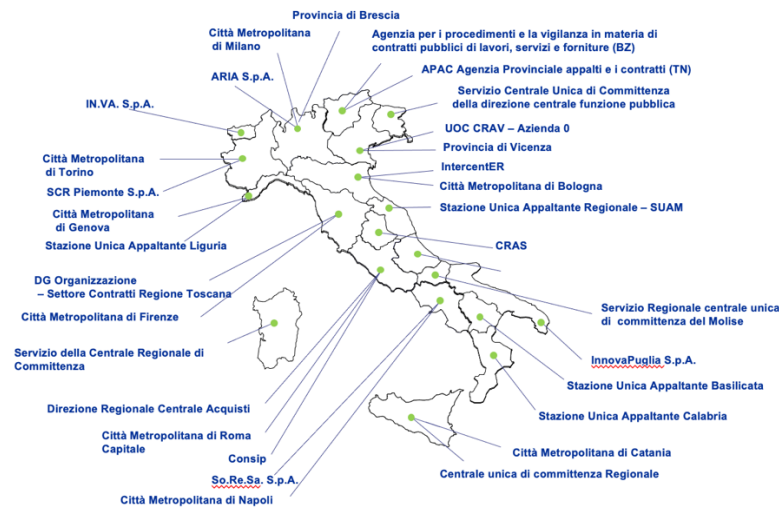 Provincia di Brescia
Città Metropolitana
di Milano
Agenzia per i procedimenti e la vigilanza in materia di
contratti pubblici di lavori, servizi e forniture (BZ)
ARIA S.p.A.
APAC Agenzia Provinciale appalti e i contratti (TN)
IN.VA. S.p.A.
Servizio Centrale Unica di Committenza
della direzione centrale funzione pubblica
UOC CRAV – Azienda 0
Provincia di Vicenza
Città Metropolitana
di Torino
IntercentER
SCR Piemonte S.p.A.
Città Metropolitana di Bologna
Città Metropolitana
di Genova
Stazione Unica Appaltante Regionale – SUAM
Stazione Unica Appaltante Liguria
CRAS
DG Organizzazione
– Settore Contratti Regione Toscana
Città Metropolitana di Firenze
Servizio Regionale centrale unica
di committenza del Molise
Servizio della Centrale Regionale di
Committenza
InnovaPuglia S.p.A.
Stazione Unica Appaltante Basilicata
Direzione Regionale Centrale Acquisti
Stazione Unica Appaltante Calabria
Città Metropolitana di Roma
Capitale
Città Metropolitana di Catania
Consip
Centrale unica di committenza Regionale
So.Re.Sa. S.p.A.
Città Metropolitana di Napoli